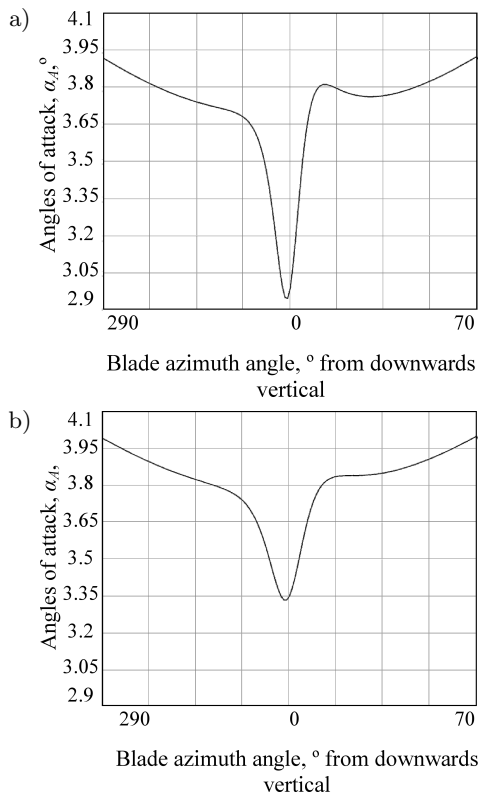 a)
4.1
3.95
3.8
3.65
3.5
3.35
3.2
3.05
2.9
Angles of attack, αA,º
290 0 70
Blade azimuth angle, º from downwards
vertical
b)
4.1
3.95
3.8
3.65
3.5
3.35
3.2
3.05
2.9
Angles of attack, αA,
290 0 70
Blade azimuth angle, º from downwards
vertical